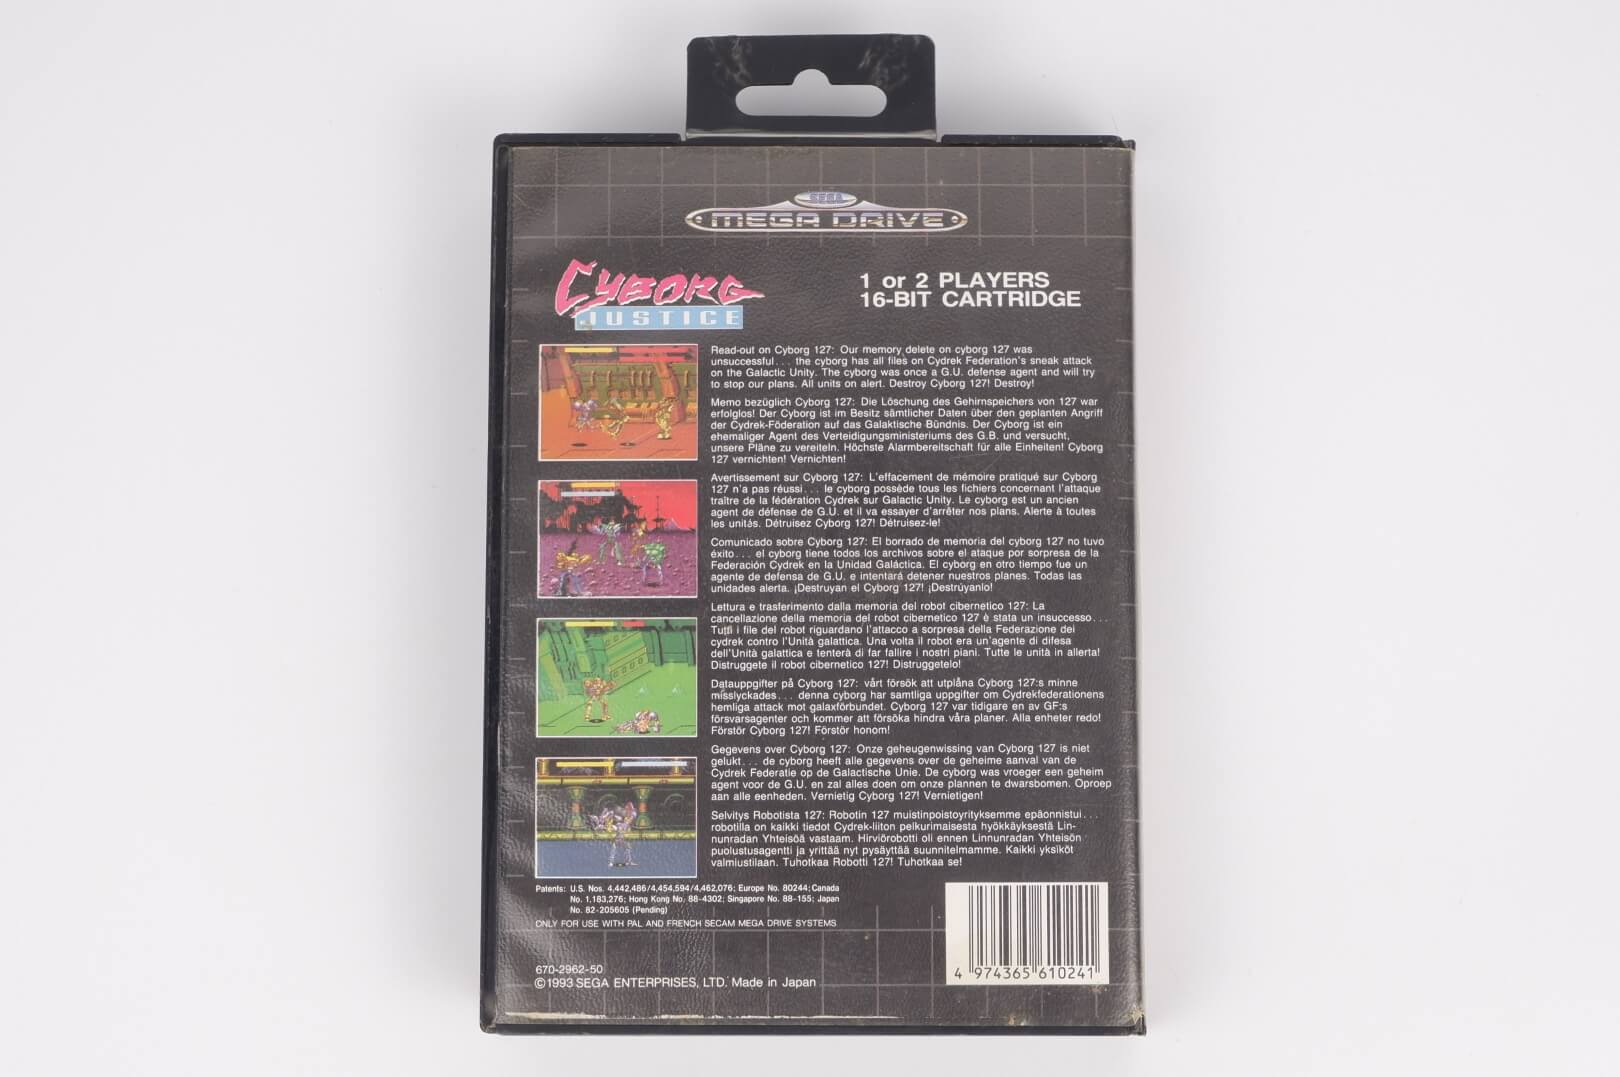 SEGA
MEGA DRIVE
CYBORG
JUSTICE
1 or 2 PLAYERS
16-BIT CARTRIDGE
Read-out on Cyborg 127: Our memory delete on cyborg 127 was
unsuccessful... the cyborg has all files on Cydrek Federation's sneak attack
on the Galactic Unity. The cyborg was once a G.U. defense agent and will try
to stop our plans. All units on alert. Destroy Cyborg 127! Destroy!
Memo bezüglich Cyborg 127: Die Löschung des Gehirnspeichers von 127 war
erfolglos! Der Cyborg ist im Besitz sämtlicher Daten über den geplanten Angriff
der Cydrek-Föderation auf das Galaktische Bündnis. Der Cyborg ist ein
ehemaliger Agent des Verteidigungsministeriums des G.B. und versucht,
unsere Pläne zu vereiteln. Höchste Alarmbereitschaft für alle Einheiten! Cyborg
127 vernichten! Vernichten!
Avertissement sur Cyborg 127: L'effacement de mémoire pratiqué sur Cyborg
127 n'a pas réussi... le cyborg possède tous les fichiers concernant l'attaque
traître de la fédération Cydrek sur Galactic Unity. Le cyborg est un ancien
agent de défense de G.U. et il va essayer d'arrêter nos plans. Alerte à toutes
les unités. Détruisez Cyborg 127! Détruisez-le!
Comunicado sobre Cyborg 127: El borrado de memoria del cyborg 127 no tuvo
éxito... el cyborg tiene todos los archivos sobre el ataque por sorpresa de la
Federación Cydrek en la Unidad Galáctica. El cyborg en otro tiempo fue un
agente de defensa de G.U. e intentará detener nuestros planes. Todas las
unidades alerta. ¡Destruyan el Cyborg 127! ¡Destrúyanlo!
Lettura e trasferimento dalla memoria del robot cibernetico 127: La
cancellazione della memoria del robot cibernetico 127 è stata un insuccesso...
Tutti i file del robot riguardano l'attacco a sorpresa della Federazione dei
cydrek contro l'Unità galattica. Una volta il robot era un'agente di difesa
dell'Unità galattica e tenterà di far fallire i nostri piani. Tutte le unità in allerta!
Distruggete il robot cibernetico 127! Distruggetelo!
Datauppgifter på Cyborg 127: vårt försök att utplåna Cyborg 127:s minne
misslyckades... denna cyborg har samtliga uppgifter om Cydrekfederationens
hemliga attack mot galaxförbundet. Cyborg 127 var tidigare en av GF:s
försvarsagenter och kommer att försöka hindra våra planer. Alla enheter redo!
Förstör Cyborg 127! Förstör honom!
Gegevens over Cyborg 127: Onze geheugenwissing van Cyborg 127 is niet
gelukt... de cyborg heeft alle gegevens over de geheime aanval van de
Cydrek Federatie op de Galactische Unie. De cyborg was vroeger een geheim
agent voor de G.U. en zal alles doen om onze plannen te dwarsbomen. Oproep
aan alle eenheden. Vernietig Cyborg 127! Vernietigen!
Selvitys Robotista 127: Robotin 127 muistinpoistoyrityksemme epäonnistui...
robotilla on kaikki tiedot Cydrek-liiton pelkurimaisesta hyökkäyksestä Lin-
nunradan Yhteisöä vastaam. Hirviörobotti oli ennen Linnunradan Yhteisön
puolustusagentti ja yrittää nyt pysäyttää suunnitelmamme. Kaikki yksiköt
valmiustilaan. Tuhotkaa Robotti 127! Tuhotkaa se!
Patents: U.S. Nos. 4,442,486/4,454,594/4,462,076; Europe No. 80244; Canada
No. 1,183,276; Hong Kong No. 88-4302; Singapore No. 88-155; Japan
No. 82-205605 (Pending)
ONLY FOR USE WITH PAL AND FRENCH SECAM MEGA DRIVE SYSTEMS
670-2962-50
©1993 SEGA ENTERPRISES, LTD. Made in Japan
4 974365 610241